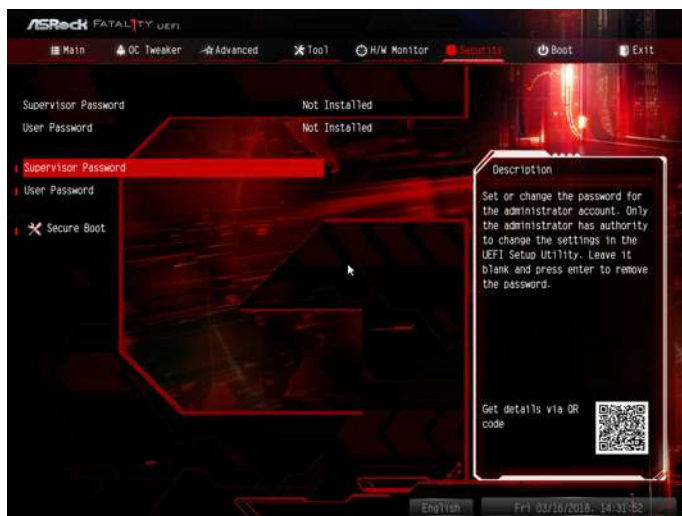 ASRock FATAL1TY UEFI
Main OC Tweaker Advanced Tool H/W Monitor Security Boot Exit
Supervisor Password Not Installed
User Password Not Installed
Supervisor Password
User Password
Secure Boot
Description
Set or change the password for
the administrator account. Only
the administrator has authority
to change the settings in the
UEFI Setup Utility. Leave it
blank and press enter to remove
the password.
Get details via QR
code
English Fri 03/16/2018, 14:31:52